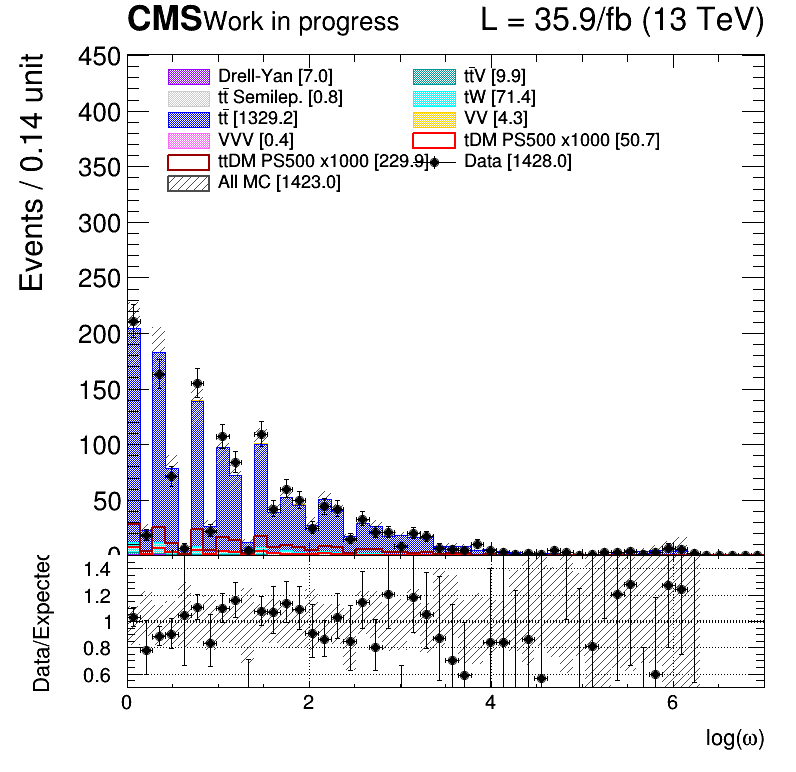 CMS Work in progress L = 35.9/fb (13 TeV)
Events / 0.14 unit
450
400
350
300
250
200
150
100
50
0
Drell-Yan [7.0]
tt̄V [9.9]
tt̄ Semilep. [0.8]
tW [71.4]
tt̄ [1329.2]
VV [4.3]
VVV [0.4]
tDM PS500 x1000 [50.7]
ttDM PS500 x1000 [229.9]
Data [1428.0]
All MC [1423.0]
Data/Expected
1.4
1.2
1
0.8
0.6
0 2 4 6
log(ω)